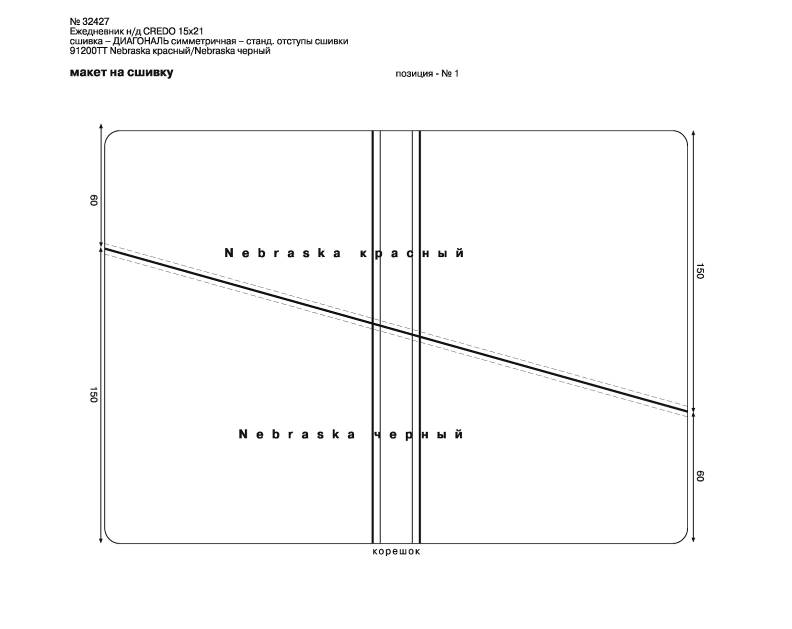 № 32427
Ежедневник н/д CREDO 15x21
сшивка – ДИАГОНАЛЬ симметричная – станд. отступы сшивки
91200TT Nebraska красный/Nebraska черный
макет на сшивку
позиция - № 1
60
Nebraska красный
150
150
Nebraska черный
60
корешок